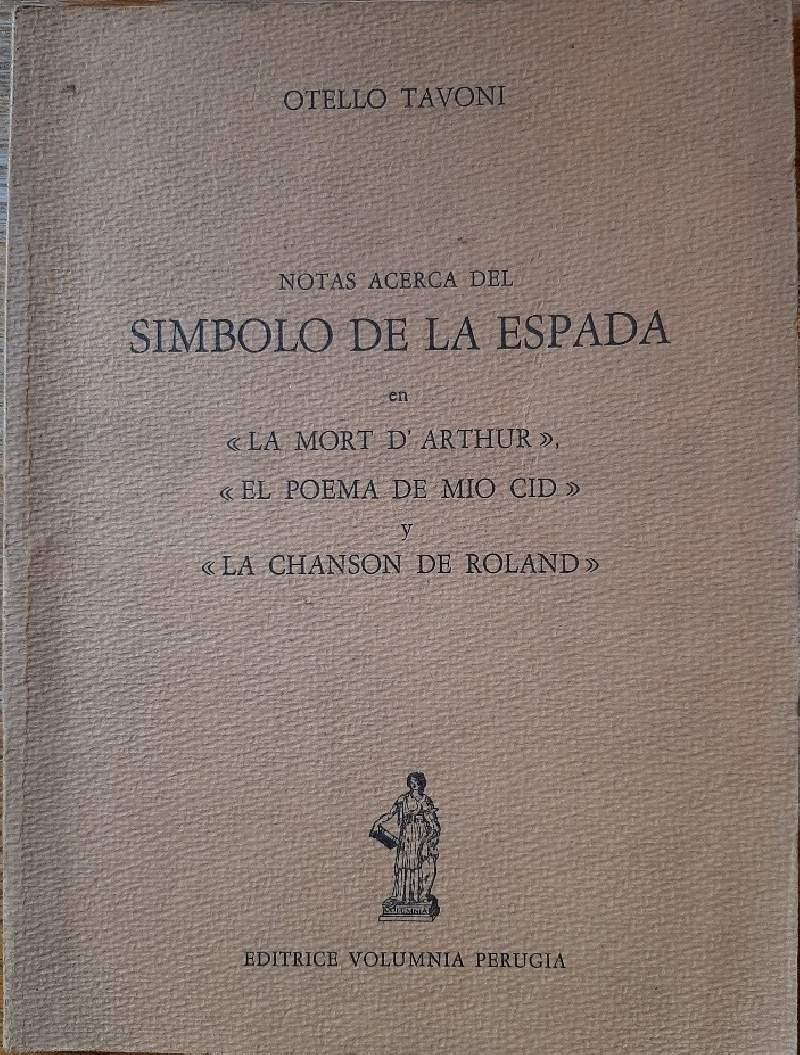 OTELLO TAVONI
NOTAS ACERCA DEL
SIMBOLO DE LA ESPADA
en
« LA MORT D' ARTHUR »,
« EL POEMA DE MIO CID »
y
« LA CHANSON DE ROLAND »
VOLUMNIA
EDITRICE VOLUMNIA PERUGIA